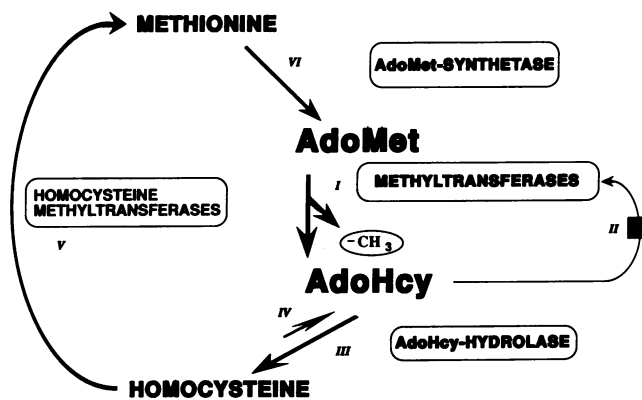 METHIONINE
VI
AdoMet-SYNTHETASE
AdoMet
I
METHYLTRANSFERASES
HOMOCYSTEINE
METHYLTRANSFERASES
V
II
-CH3
AdoHcy
IV
III
AdoHcy-HYDROLASE
HOMOCYSTEINE